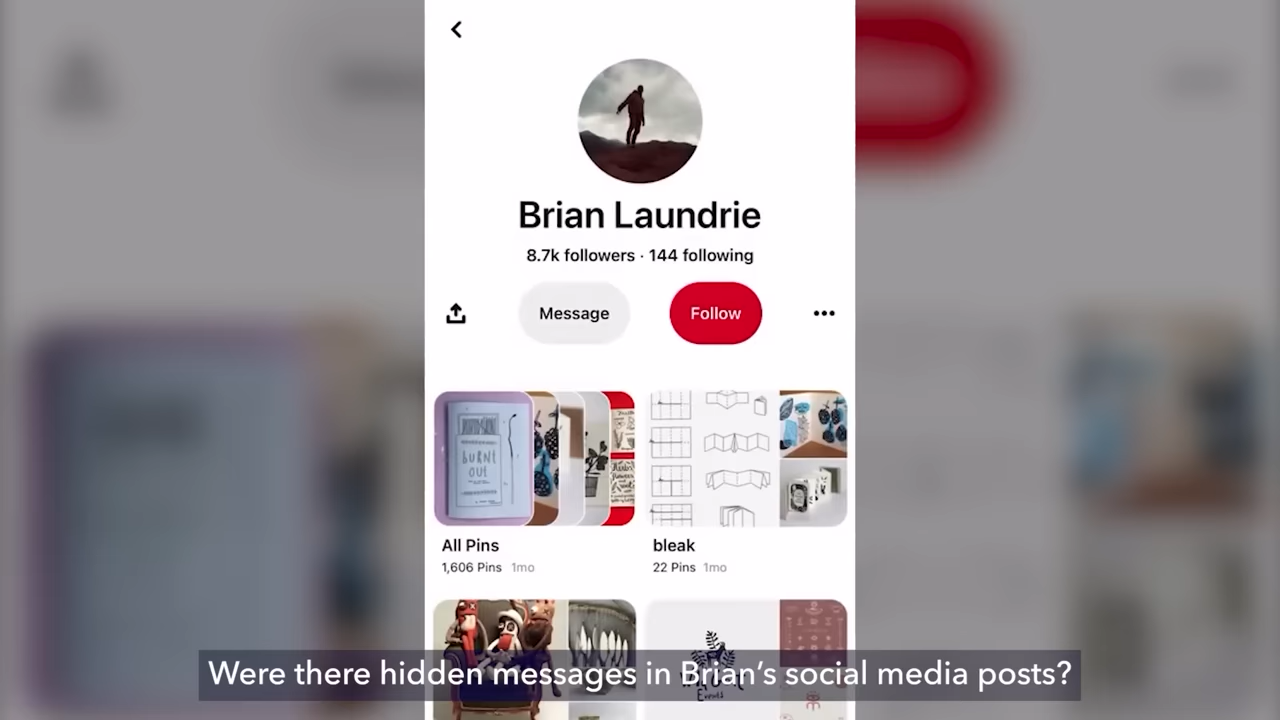 Brian Laundrie
8.7k followers · 144 following
Message
Follow
BURNT
OUT
All Pins
1,606 Pins 1mo
bleak
22 Pins 1mo
Were there hidden messages in Brian’s social media posts?